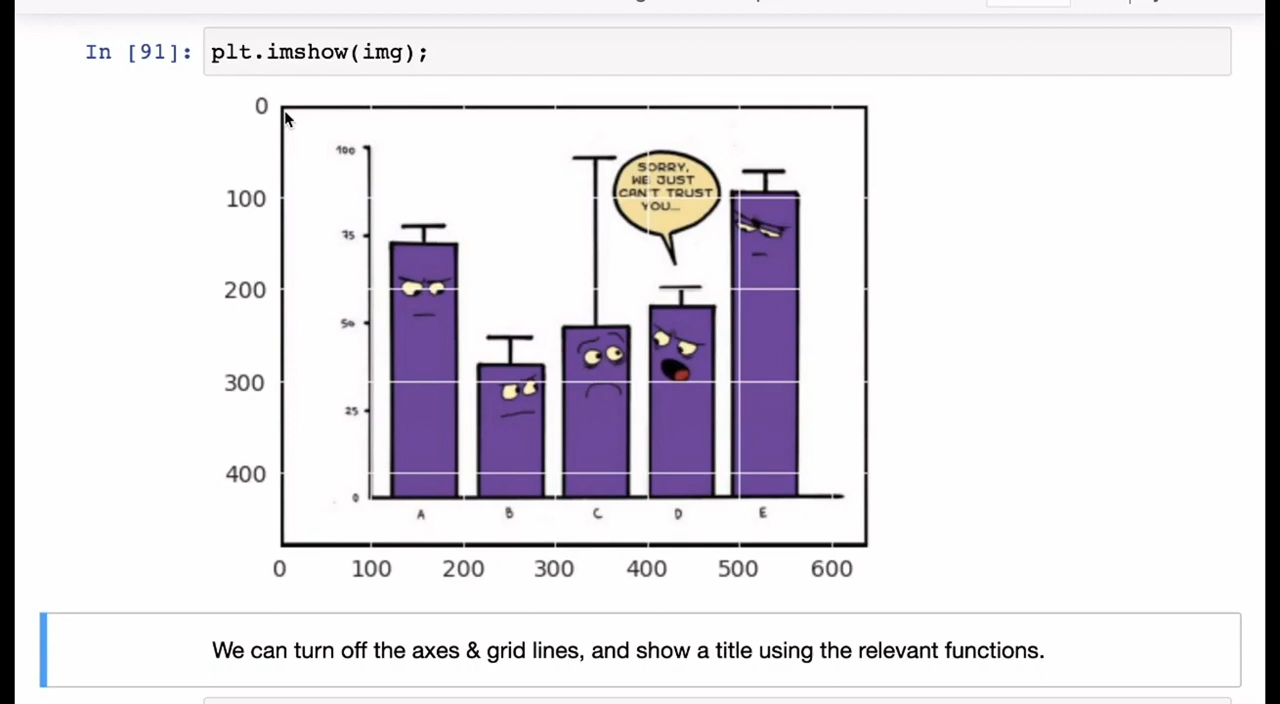 In [91]: plt.imshow(img);
0
100
200
300
400
100
75
50
25
0
SORRY,
WE JUST
CAN'T TRUST
YOU...
A B C D E
0 100 200 300 400 500 600
We can turn off the axes & grid lines, and show a title using the relevant functions.